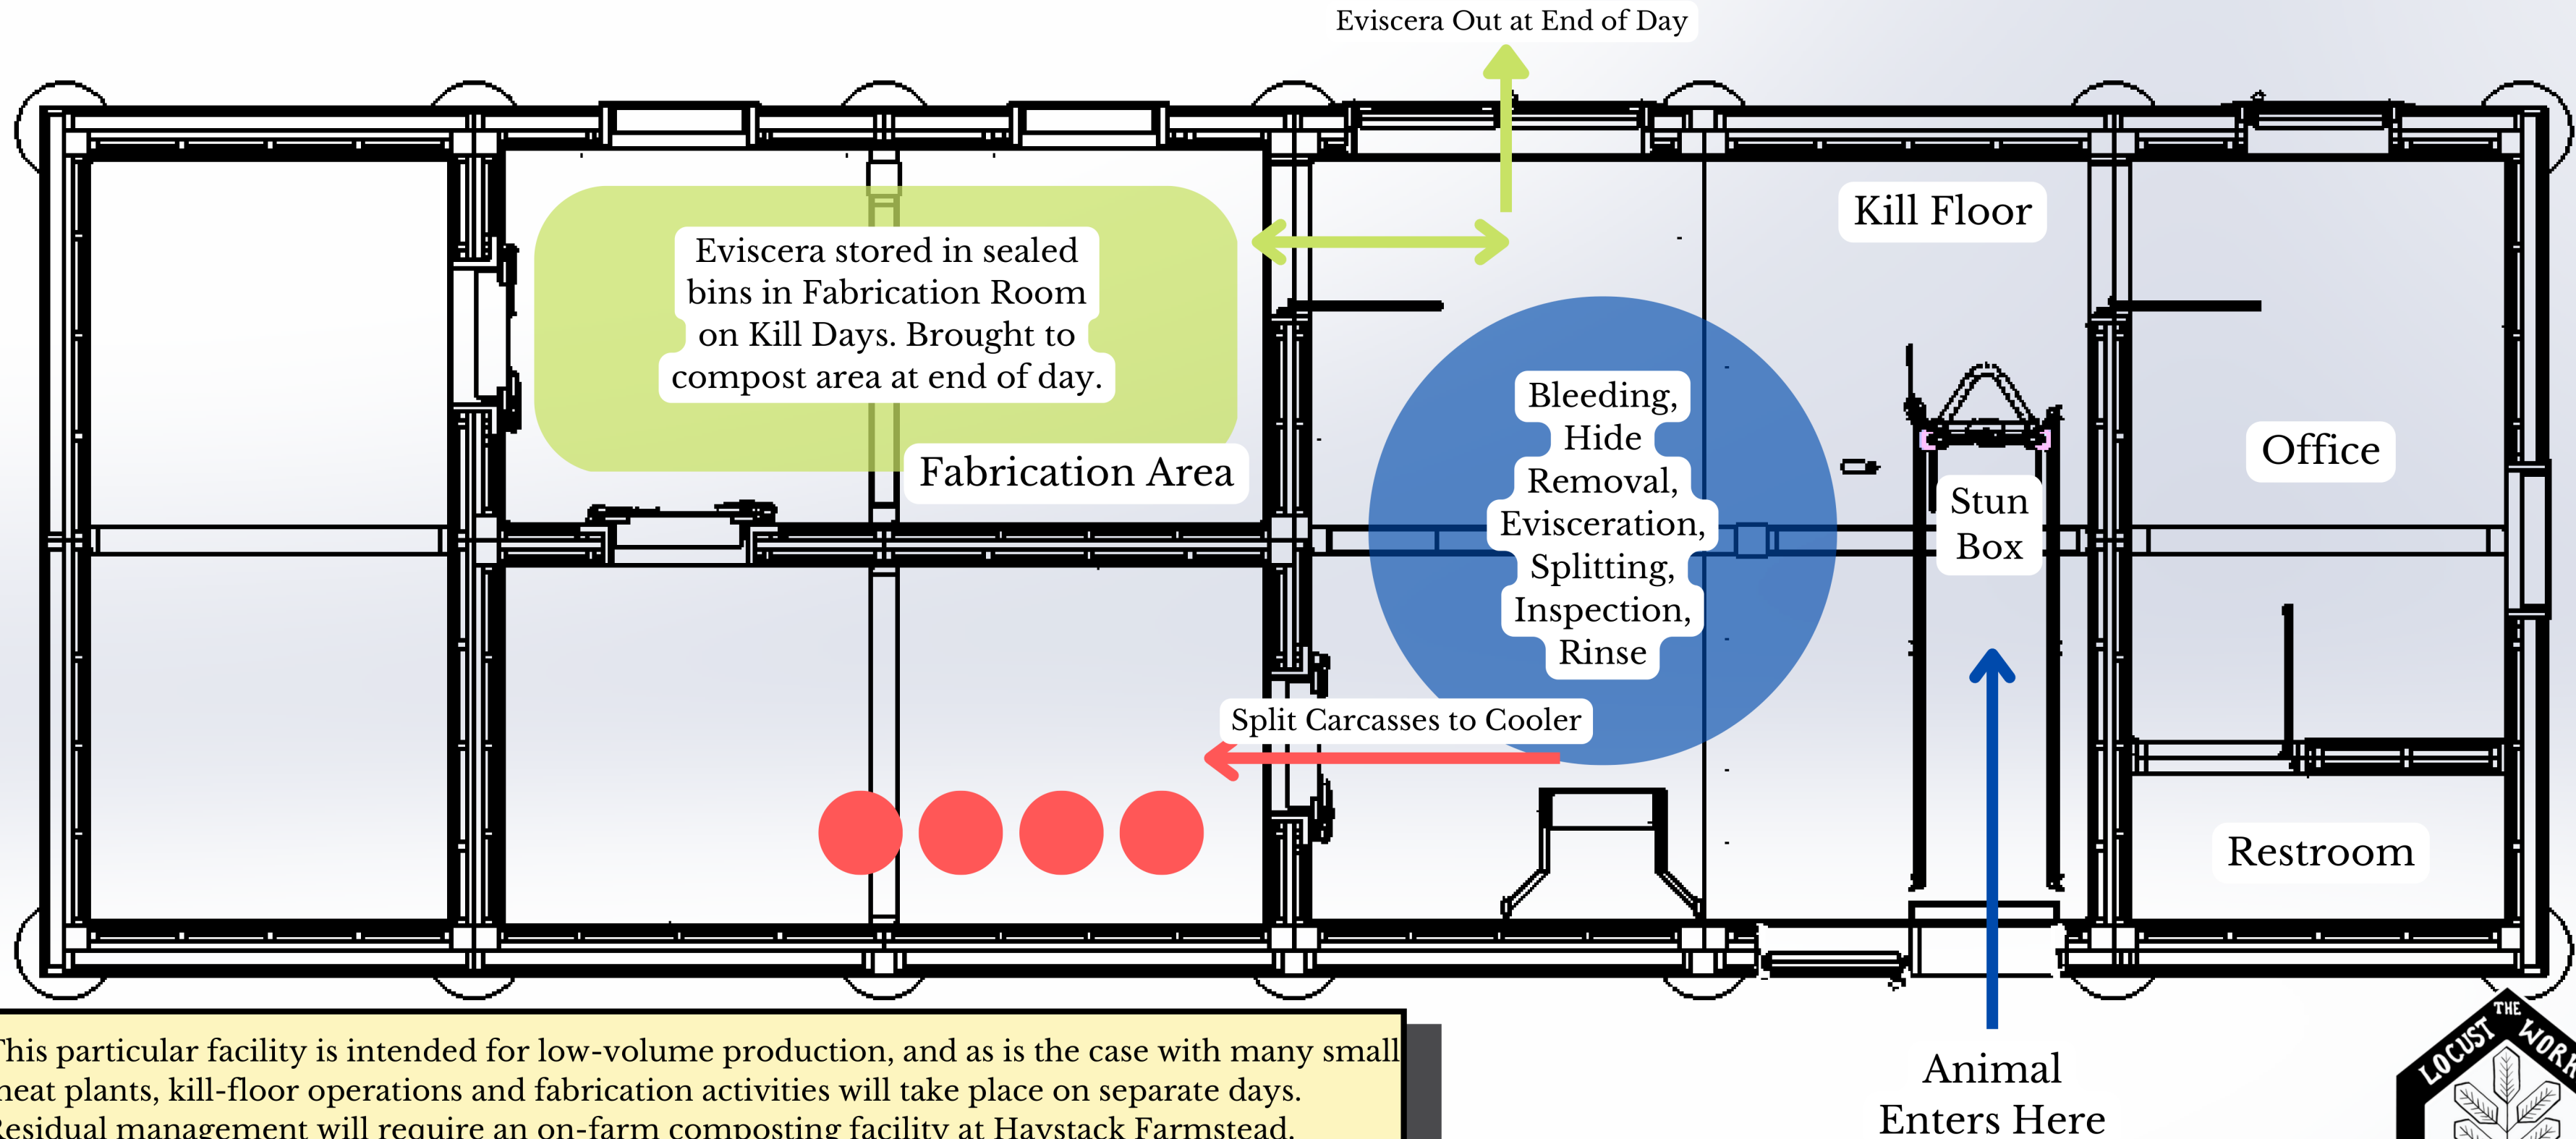 Eviscera Out at End of Day
Kill Floor
Eviscera stored in sealed
bins in Fabrication Room
on Kill Days. Brought to
compost area at end of day.
Fabrication Area
Bleeding,
Hide
Removal,
Evisceration,
Splitting,
Inspection,
Rinse
Stun
Box
Office
Split Carcasses to Cooler
Restroom
This particular facility is intended for low-volume production, and as is the case with many small
meat plants, kill-floor operations and fabrication activities will take place on separate days.
Residual management will require an on-farm composting facility at Haystack Farmstead.
Animal
Enters Here
THE
LOCUST
WORK